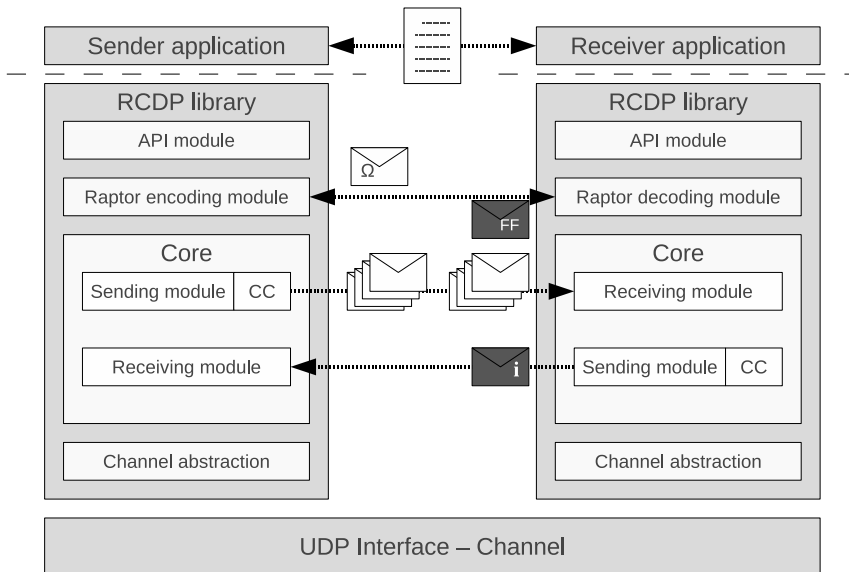 Sender application
Receiver application
RCDP library
RCDP library
API module
API module
Ω
Raptor encoding module
Raptor decoding module
FF
Core
Core
Sending module CC
Receiving module
Receiving module
i
Sending module CC
Channel abstraction
Channel abstraction
UDP Interface – Channel